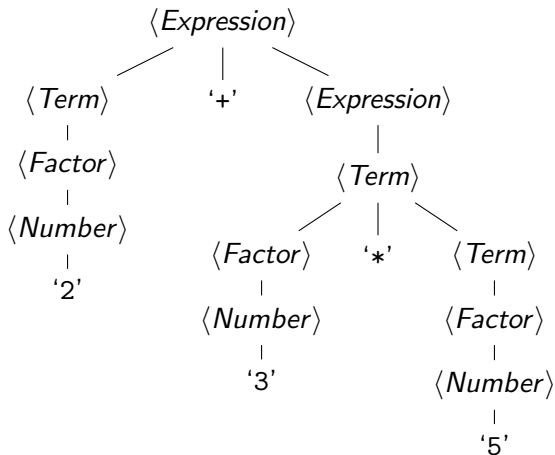 ⟨Expression⟩
⟨Term⟩ ‘+’ ⟨Expression⟩
⟨Factor⟩ ⟨Term⟩
⟨Number⟩ ⟨Factor⟩ ‘*’ ⟨Term⟩
‘2’ ⟨Number⟩ ⟨Factor⟩
‘3’ ⟨Number⟩
‘5’